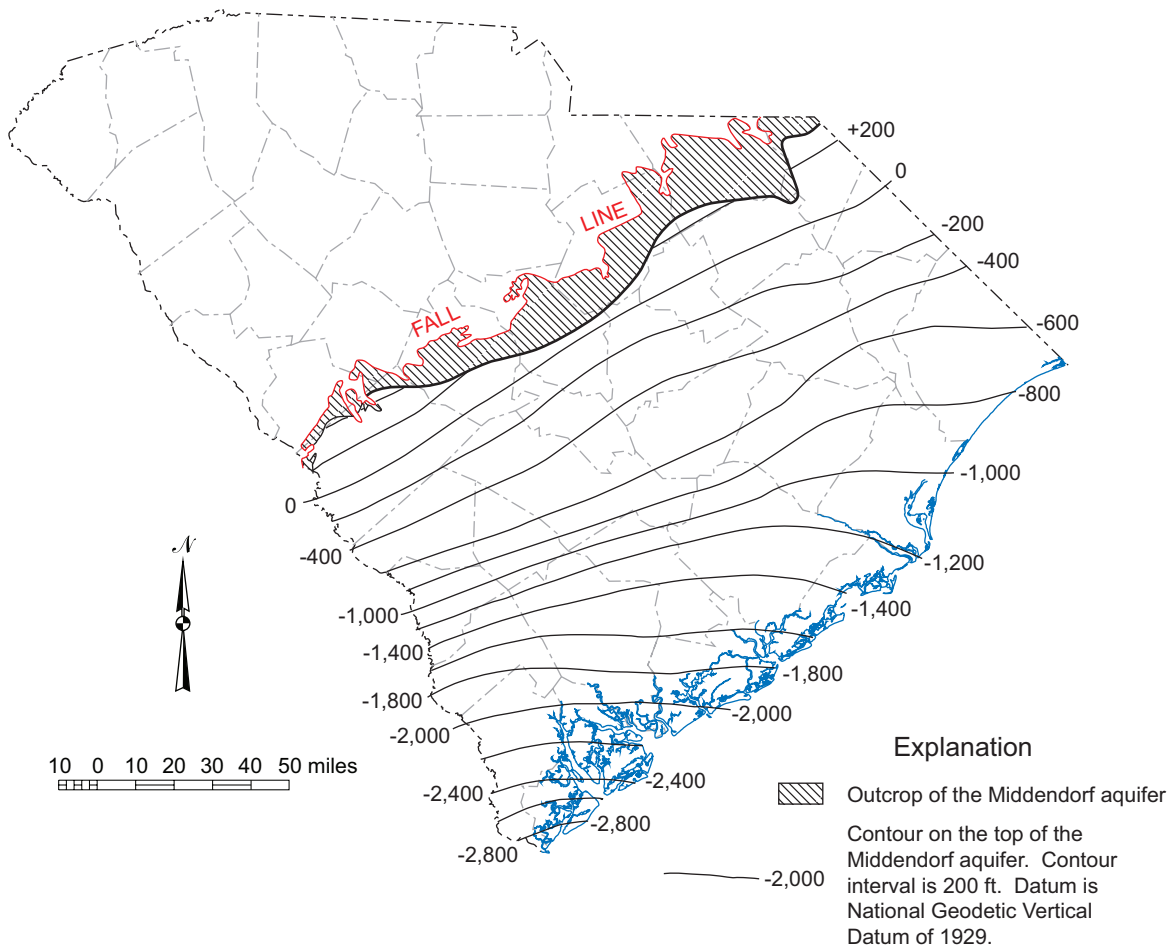 +200
0
-200
-400
-600
-800
-1,000
-1,200
-1,400
-1,800
-2,000
-2,400
-2,800
LINE
FALL
0
-400
-1,000
-1,400
-1,800
-2,000
-2,400
-2,800
N
10 0 10 20 30 40 50 miles
Explanation
Outcrop of the Middendorf aquifer
-2,000
Contour on the top of the
Middendorf aquifer. Contour
interval is 200 ft. Datum is
National Geodetic Vertical
Datum of 1929.